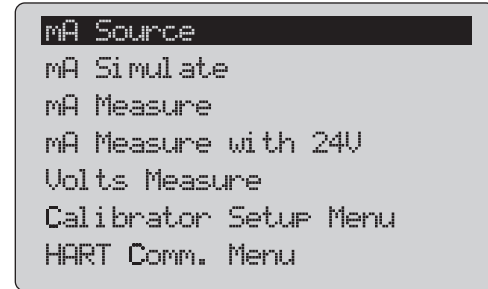 mA Source
mA Simulate
mA Measure
mA Measure with 24V
Volts Measure
Calibrator Setup Menu
HART Comm. Menu